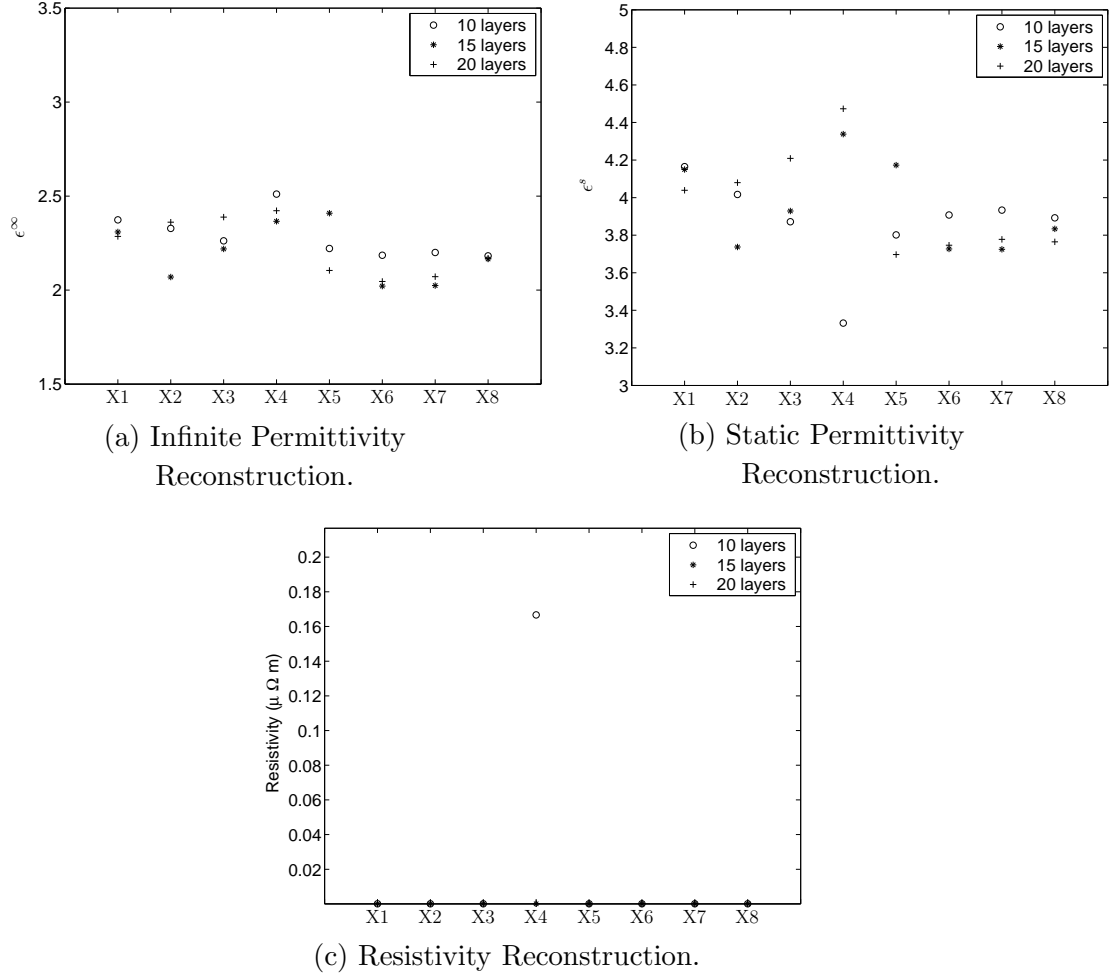 3.5
3
2.5
2
1.5
ϵ∞
10 layers
15 layers
20 layers
X1 X2 X3 X4 X5 X6 X7 X8
(a) Infinite Permittivity
Reconstruction.
5
4.8
4.6
4.4
4.2
4
3.8
3.6
3.4
3.2
3
ϵs
10 layers
15 layers
20 layers
X1 X2 X3 X4 X5 X6 X7 X8
(b) Static Permittivity
Reconstruction.
0.2
0.18
0.16
0.14
0.12
0.1
0.08
0.06
0.04
0.02
Resistivity (μ Ω m)
10 layers
15 layers
20 layers
X1 X2 X3 X4 X5 X6 X7 X8
(c) Resistivity Reconstruction.